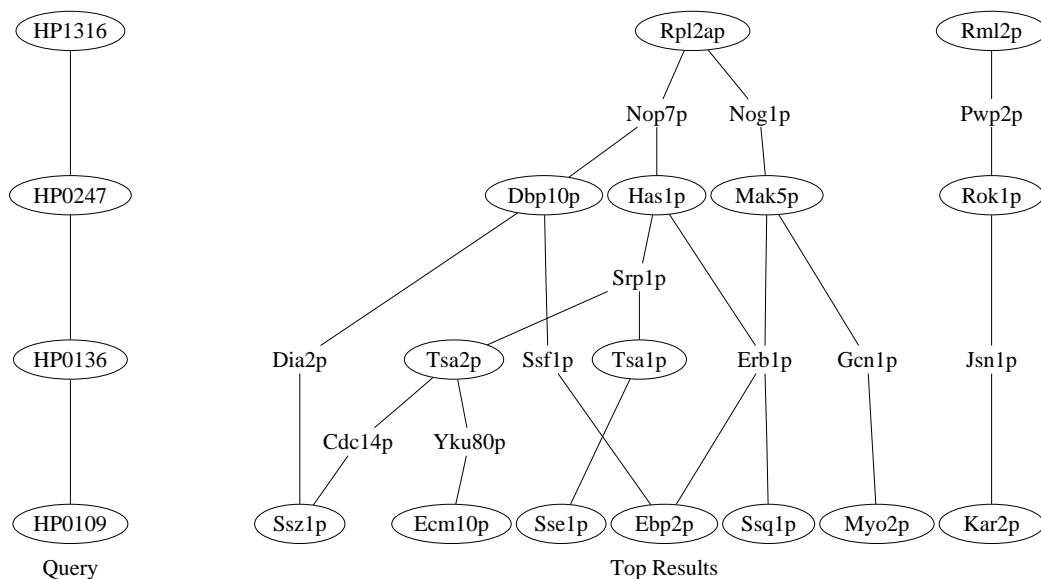 HP1316 Rpl2ap Rml2p
Nop7p Nog1p Pwp2p
HP0247 Dbp10p Has1p Mak5p Rok1p
Srp1p
HP0136 Dia2p Tsa2p Ssf1p Tsa1p Erb1p Gcn1p Jsn1p
Cdc14p Yku80p
HP0109 Ssz1p Ecm10p Sse1p Ebp2p Ssq1p Myo2p Kar2p
Query Top Results